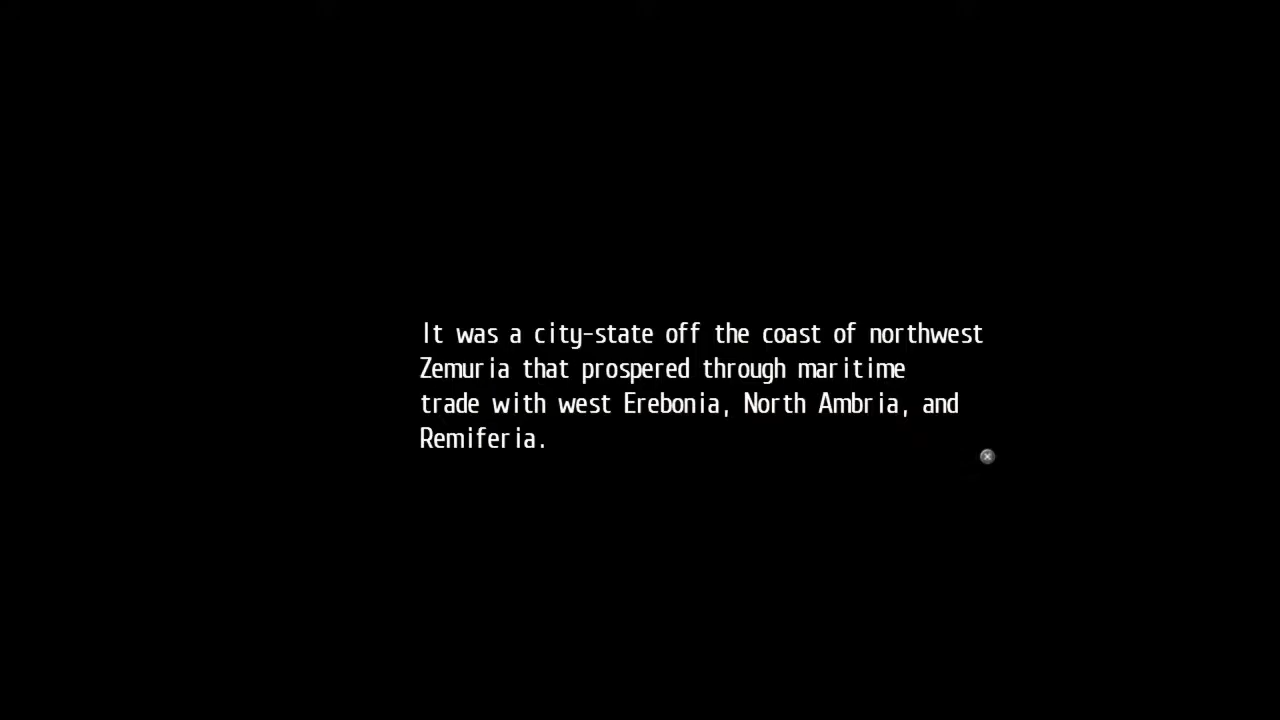 It was a city-state off the coast of northwest
Zemuria that prospered through maritime
trade with west Erebonia, North Ambria, and
Remiferia.